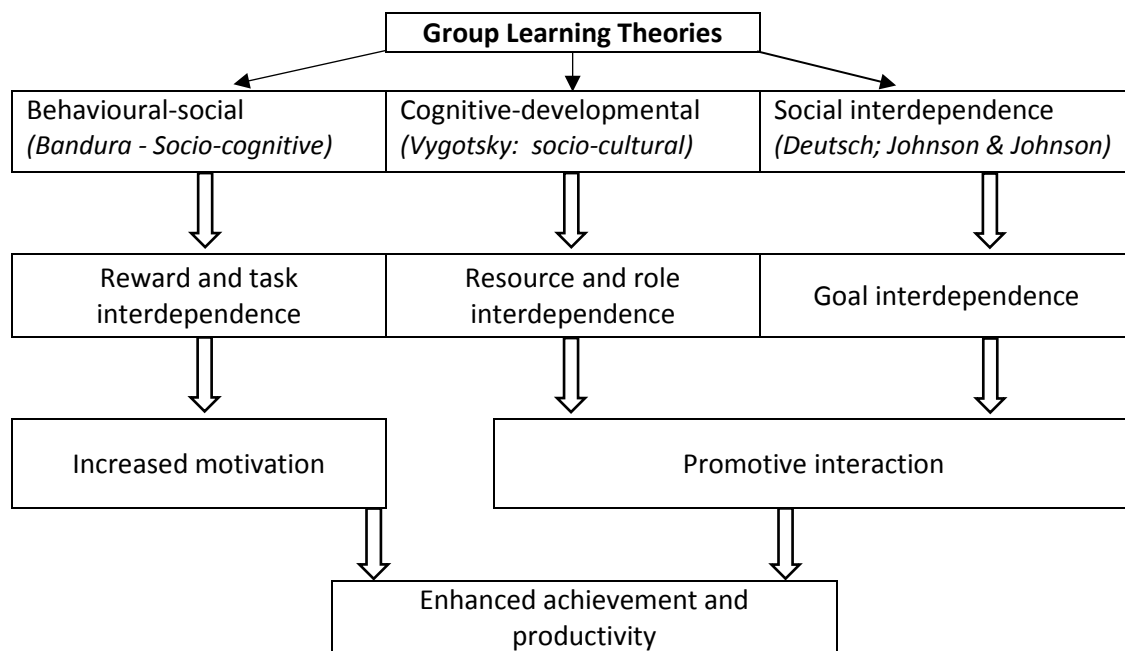 Group Learning Theories
Behavioural-social
(Bandura - Socio-cognitive)
Cognitive-developmental
(Vygotsky:  socio-cultural)
Social interdependence
(Deutsch; Johnson & Johnson)
Reward and task
interdependence
Resource and role
interdependence
Goal interdependence
Increased motivation
Promotive interaction
Enhanced achievement and
productivity